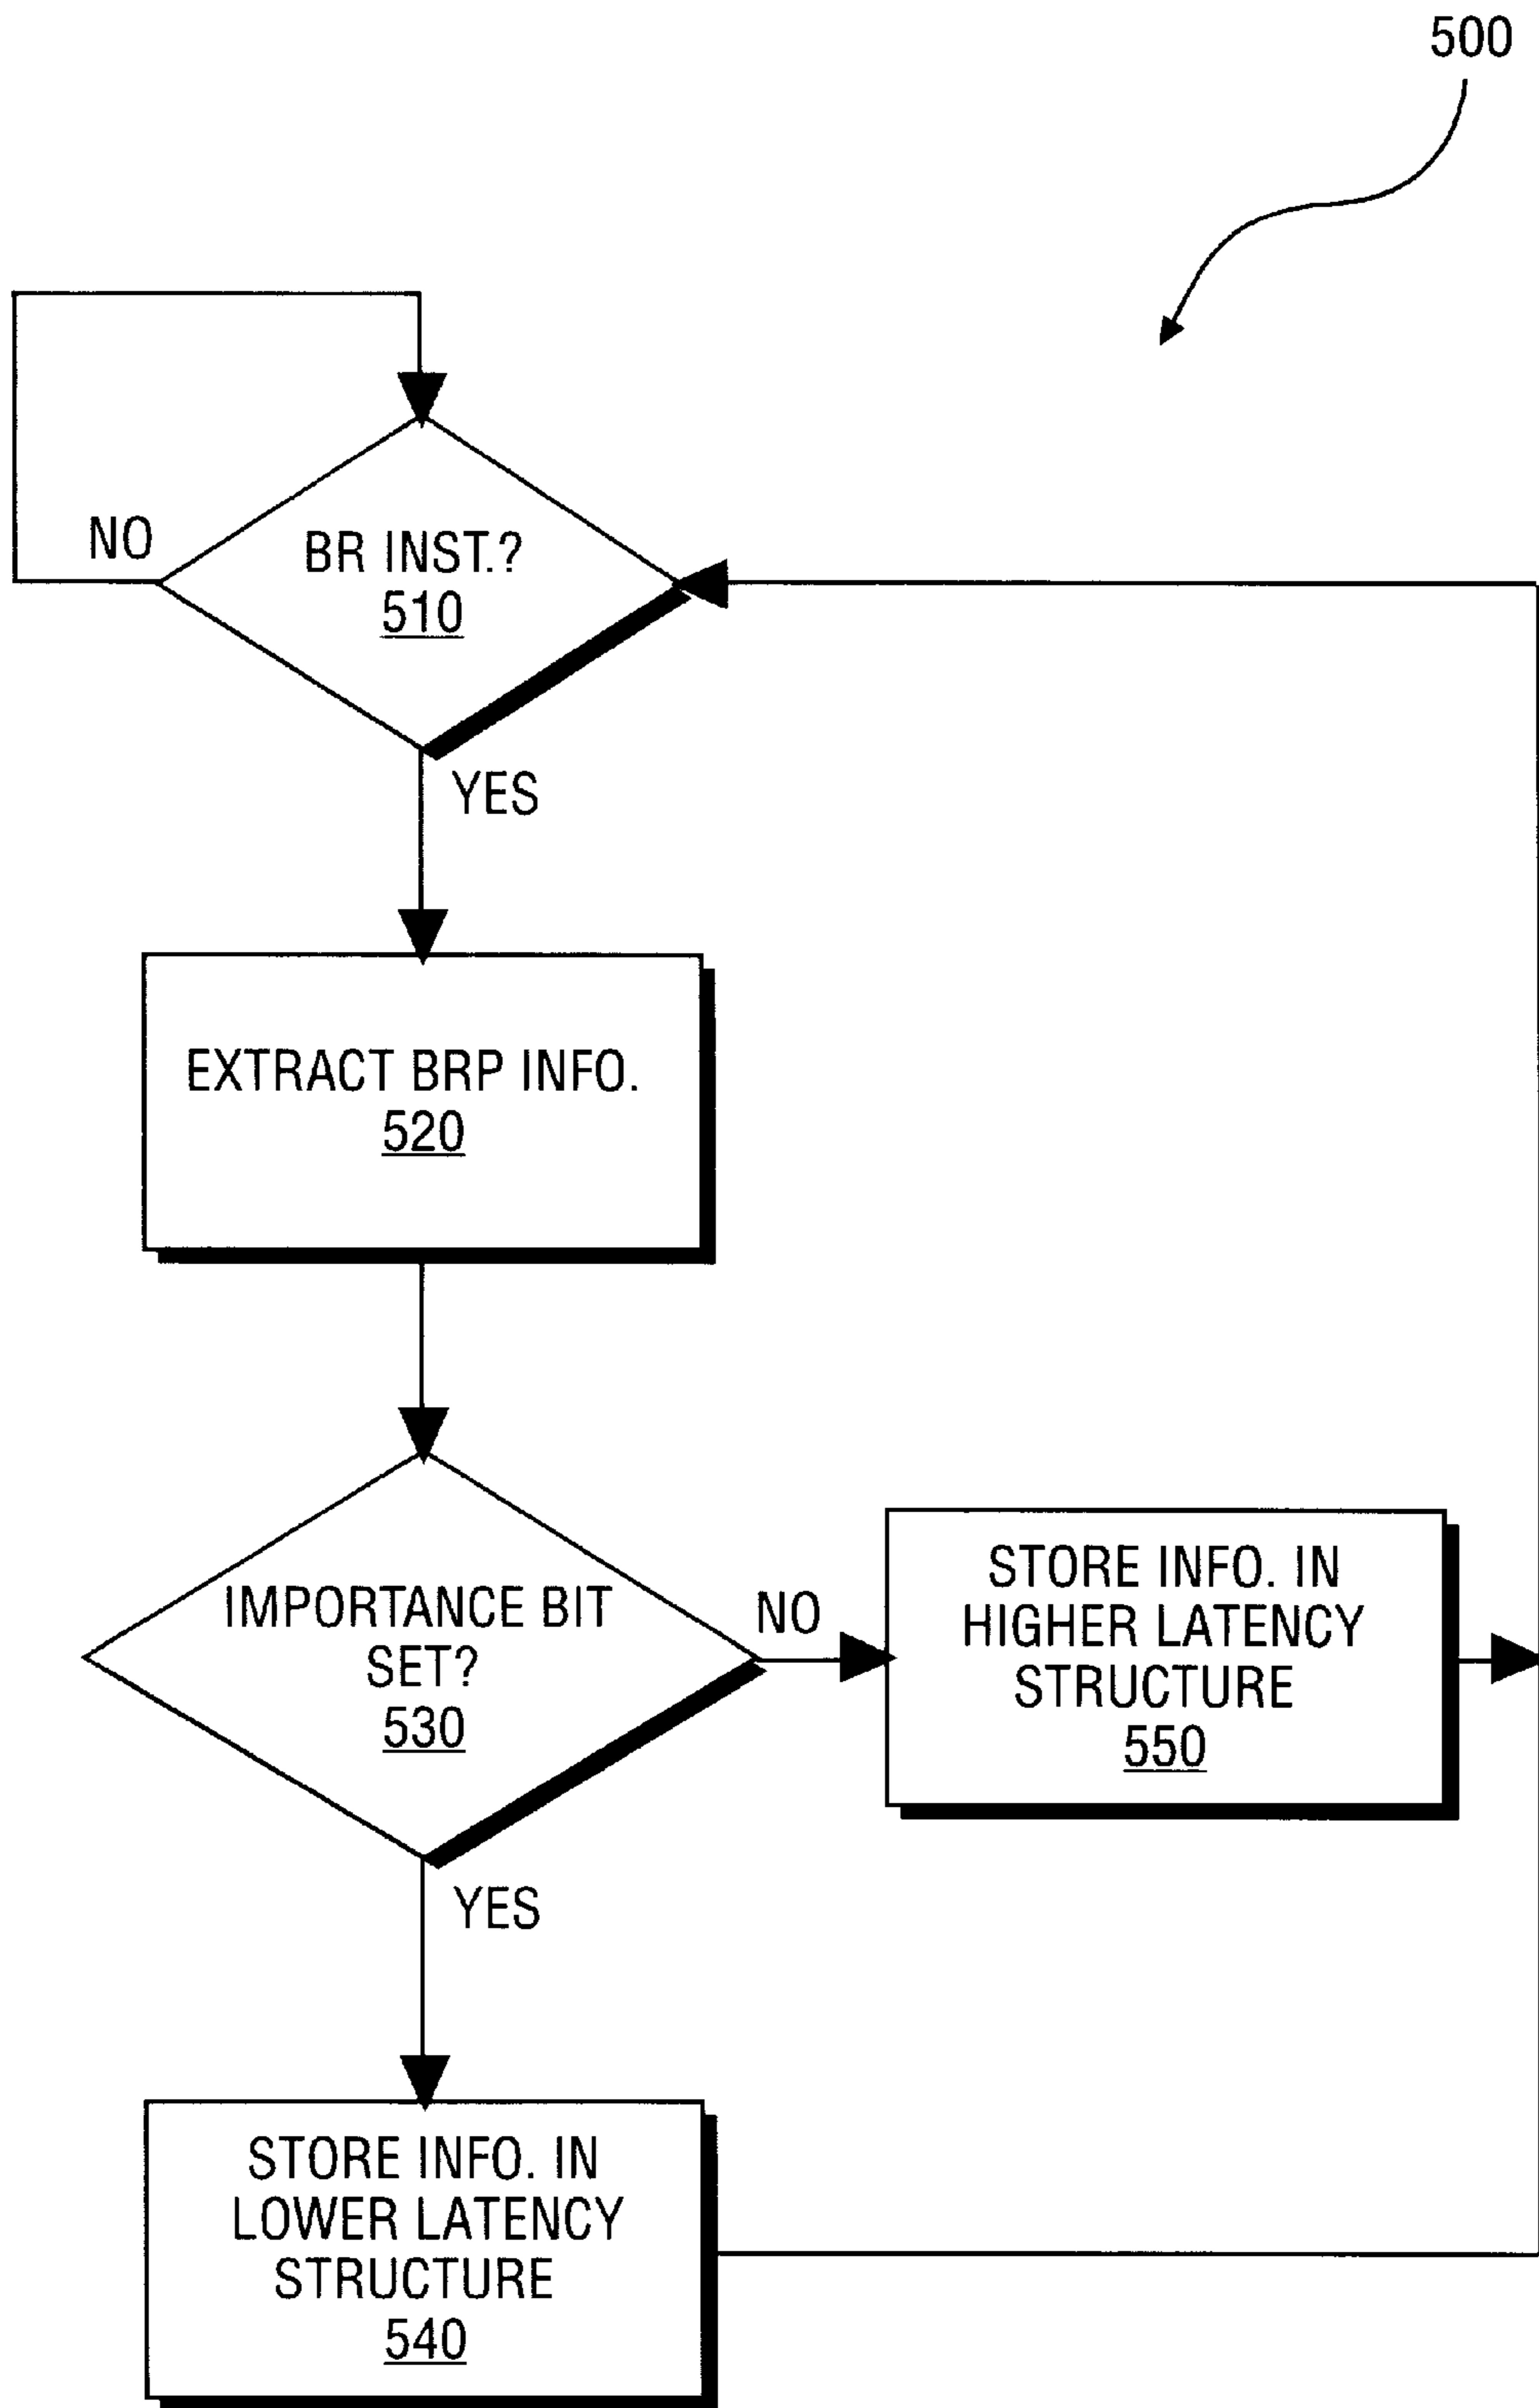 500
NO
BR INST.?
510
YES
EXTRACT BRP INFO.
520
IMPORTANCE BIT
SET?
530
NO
STORE INFO. IN
HIGHER LATENCY
STRUCTURE
550
YES
STORE INFO. IN
LOWER LATENCY
STRUCTURE
540